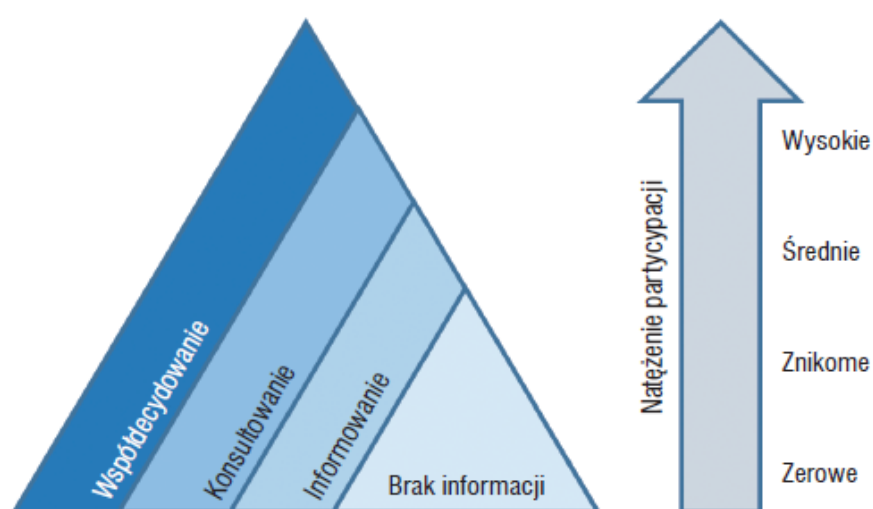 Współdecydowanie
Konsultowanie
Informowanie
Brak informacji
Natężenie partycypacji
Wysokie
Średnie
Znikome
Zerowe